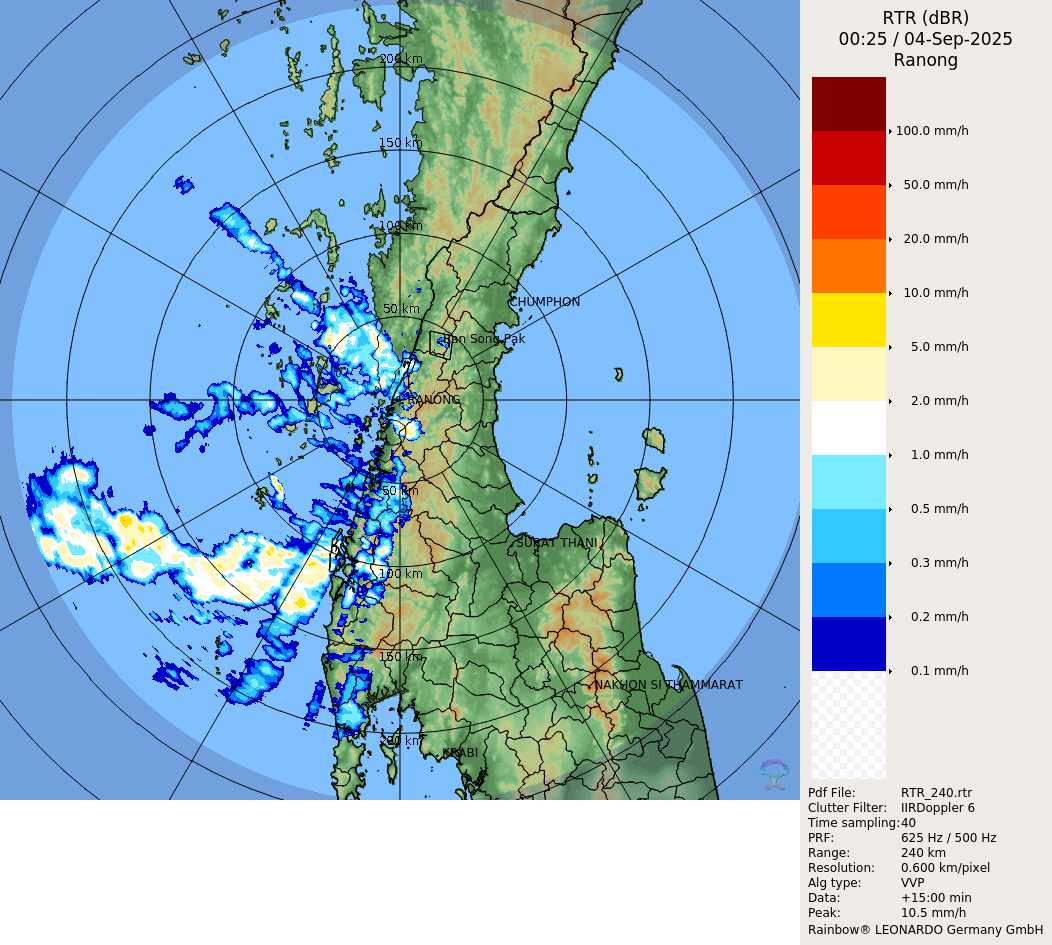 RTR (dBR)
00:25 / 04-Sep-2025
Ranong
200 km
150 km
100 km
50 km
CHUMPHON
Ban Song Pak
RANONG
50 km
SURAT THANI
100 km
150 km
NAKHON SI THAMMARAT
200 km
KRABI
100.0 mm/h
50.0 mm/h
20.0 mm/h
10.0 mm/h
5.0 mm/h
2.0 mm/h
1.0 mm/h
0.5 mm/h
0.3 mm/h
0.2 mm/h
0.1 mm/h
Pdf File: RTR_240.rtr
Clutter Filter: IIRDoppler 6
Time sampling:40
PRF: 625 Hz / 500 Hz
Range: 240 km
Resolution: 0.600 km/pixel
Alg type: VVP
Data: +15:00 min
Peak: 10.5 mm/h
Rainbow® LEONARDO Germany GmbH